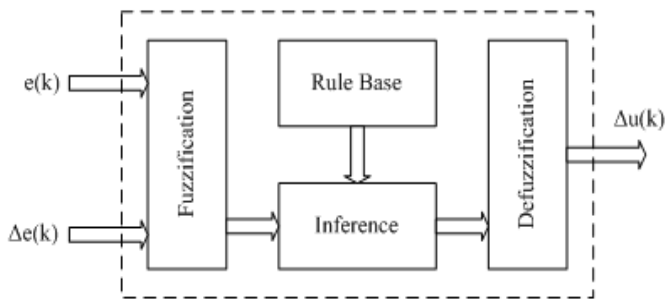 e(k)
Δe(k)
Fuzzification
Rule Base
Inference
Defuzzification
Δu(k)